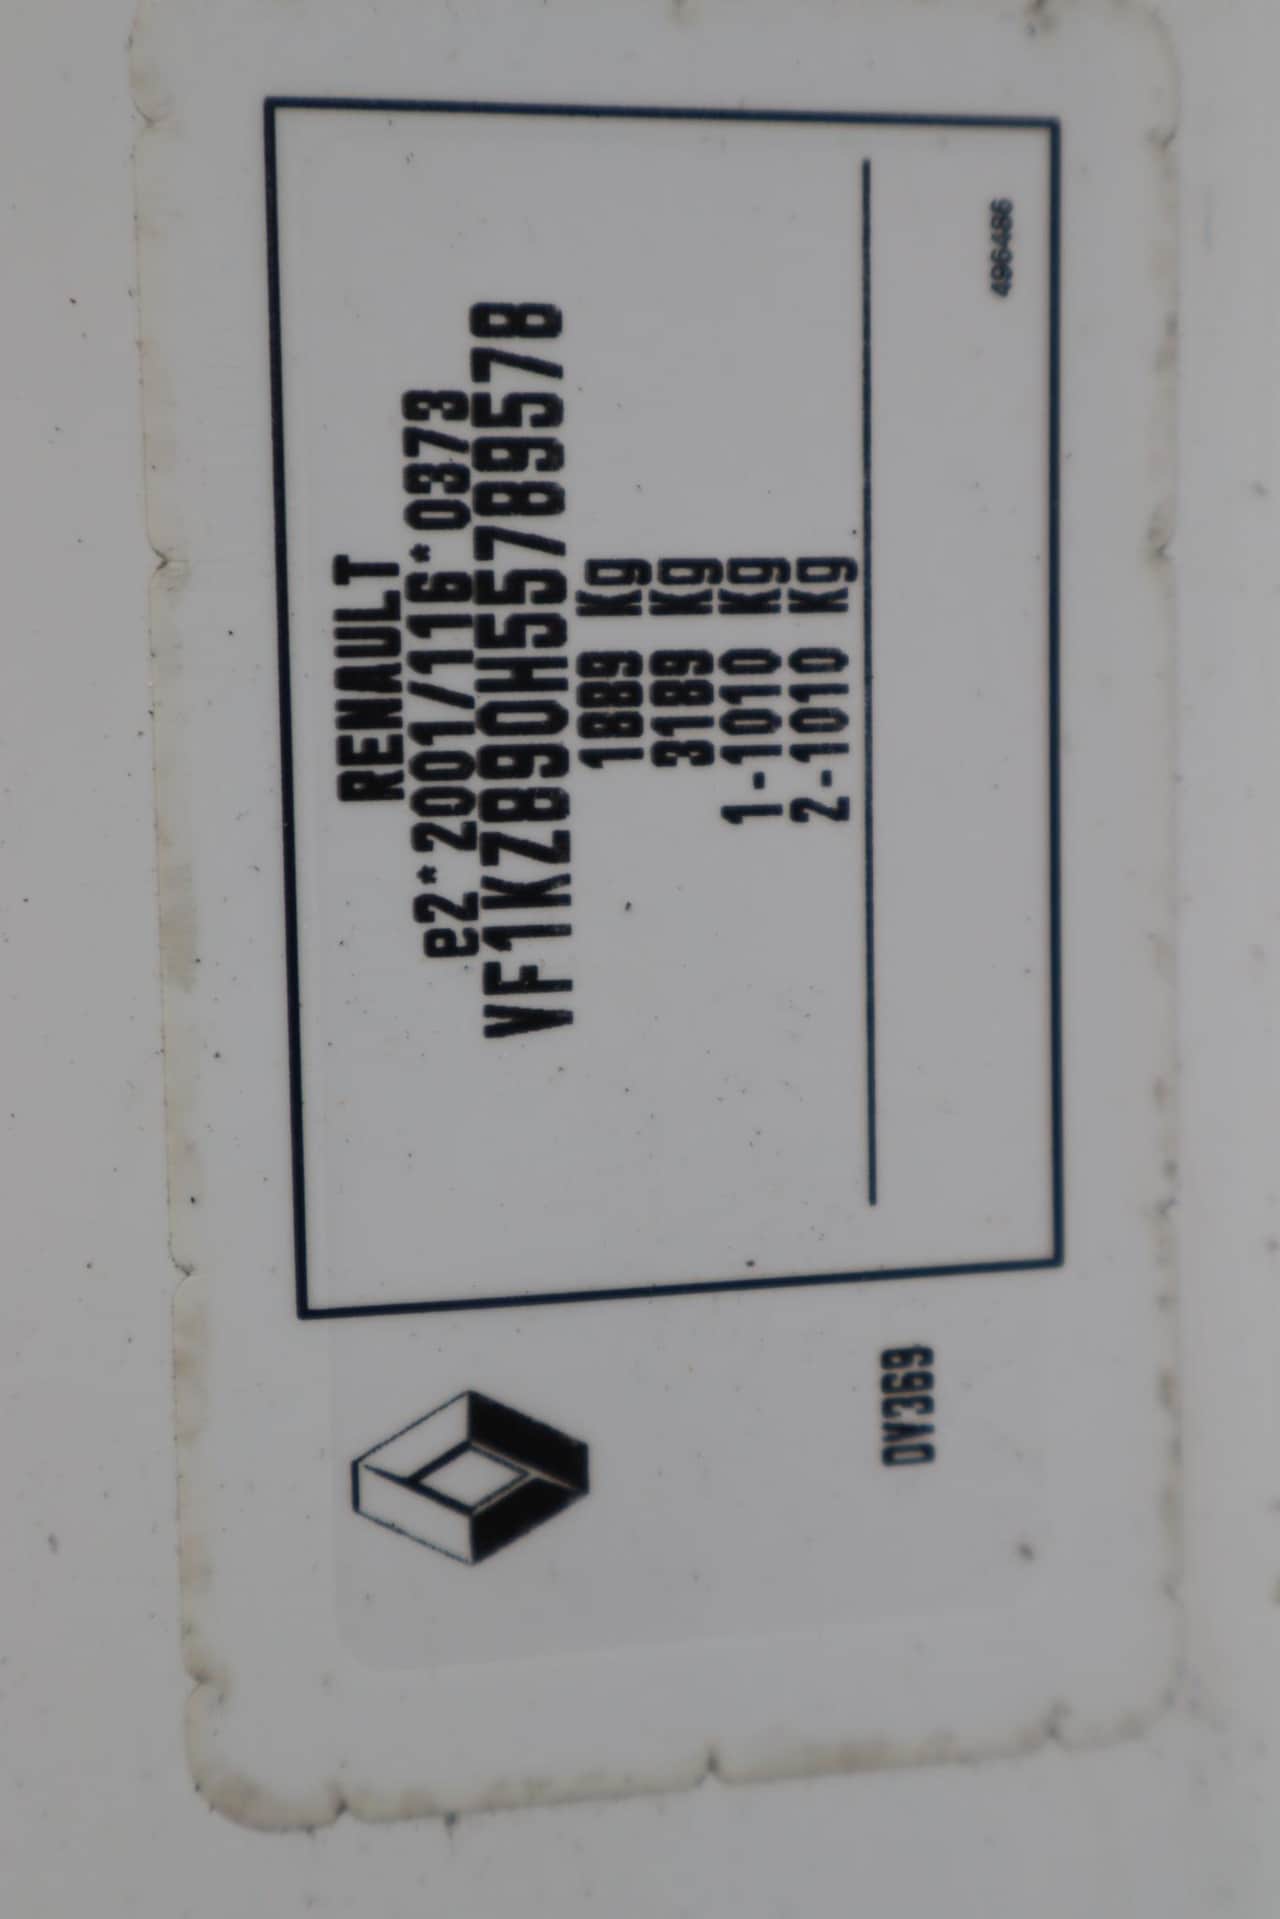 RENAULT
e2*2001/116*0373
VF1KZ890H55789578
1889 Kg
3189 Kg
1-1010 Kg
2-1010 Kg
496486
DV369